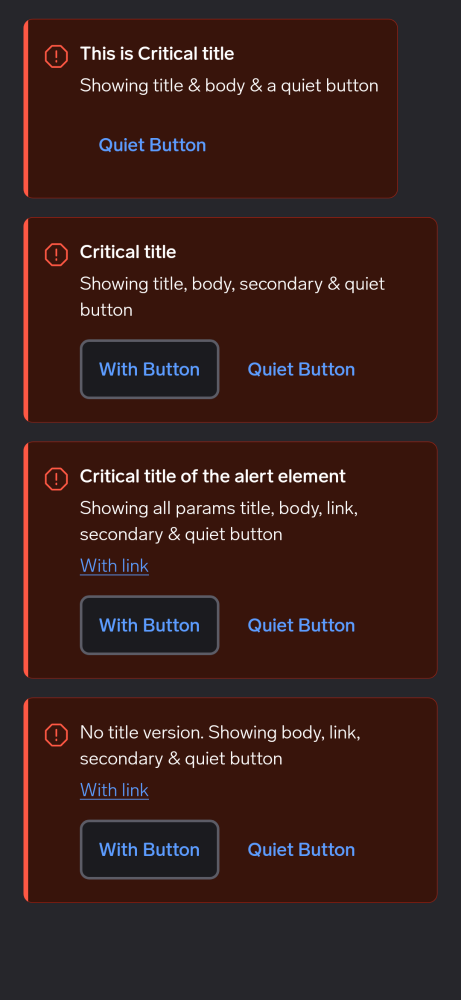 This is Critical title
Showing title & body & a quiet button
Quiet Button
Critical title
Showing title, body, secondary & quiet
button
With Button
Quiet Button
Critical title of the alert element
Showing all params title, body, link,
secondary & quiet button
With link
With Button
Quiet Button
No title version. Showing body, link,
secondary & quiet button
With link
With Button
Quiet Button